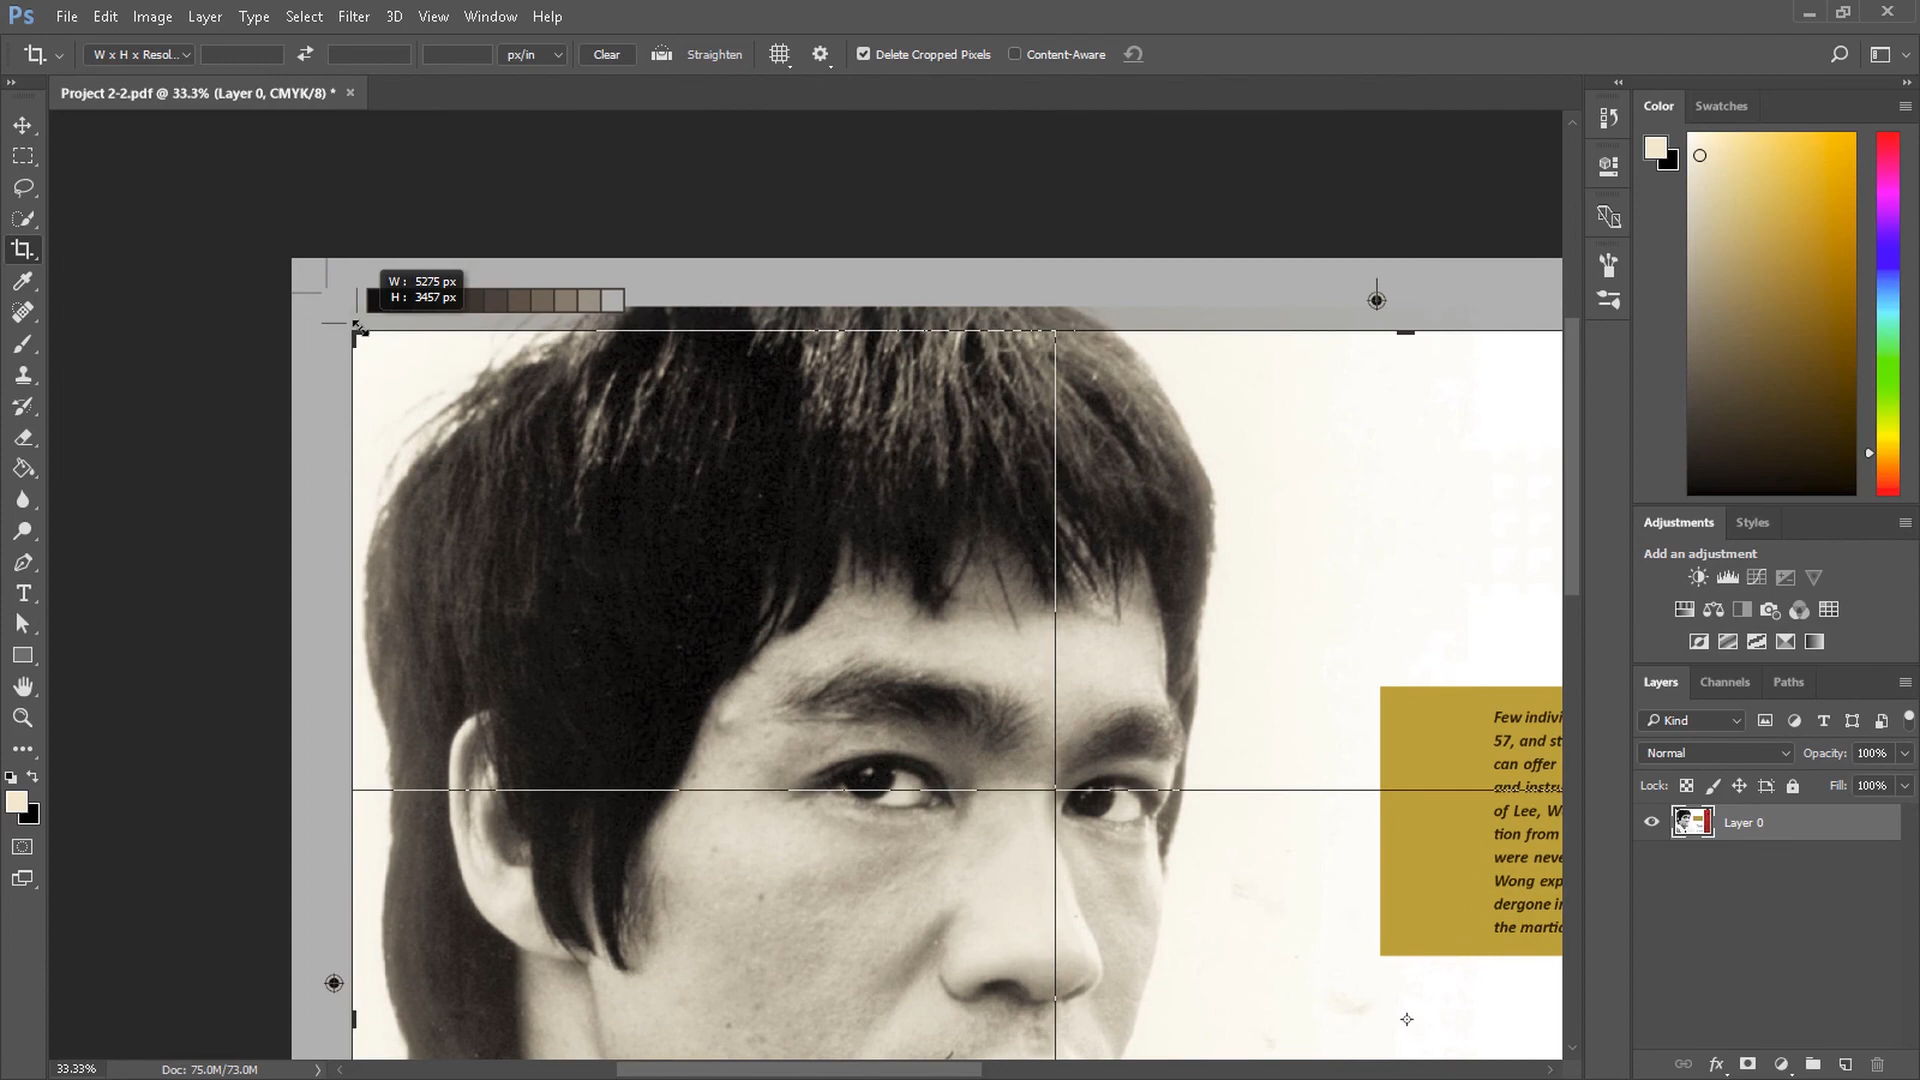 Ps File Edit Image Layer Type Select Filter 3D View Window Help
W x H x Resol... px/in Clear Straighten Delete Cropped Pixels Content-Aware
Project 2-2.pdf @ 33.3% (Layer 0, CMYK/8) * ×
Color Swatches
W : 5275 px
H : 3457 px
Adjustments Styles
Add an adjustment
Layers Channels Paths
Few indivi
57, and st
can offer
and instru
of Lee, W
tion from
were neve
Wong exp
dergone in
the martic
Kind
Normal Opacity: 100%
Lock: Fill: 100%
Layer 0
33.33% Doc: 75.0M/73.0M
fx